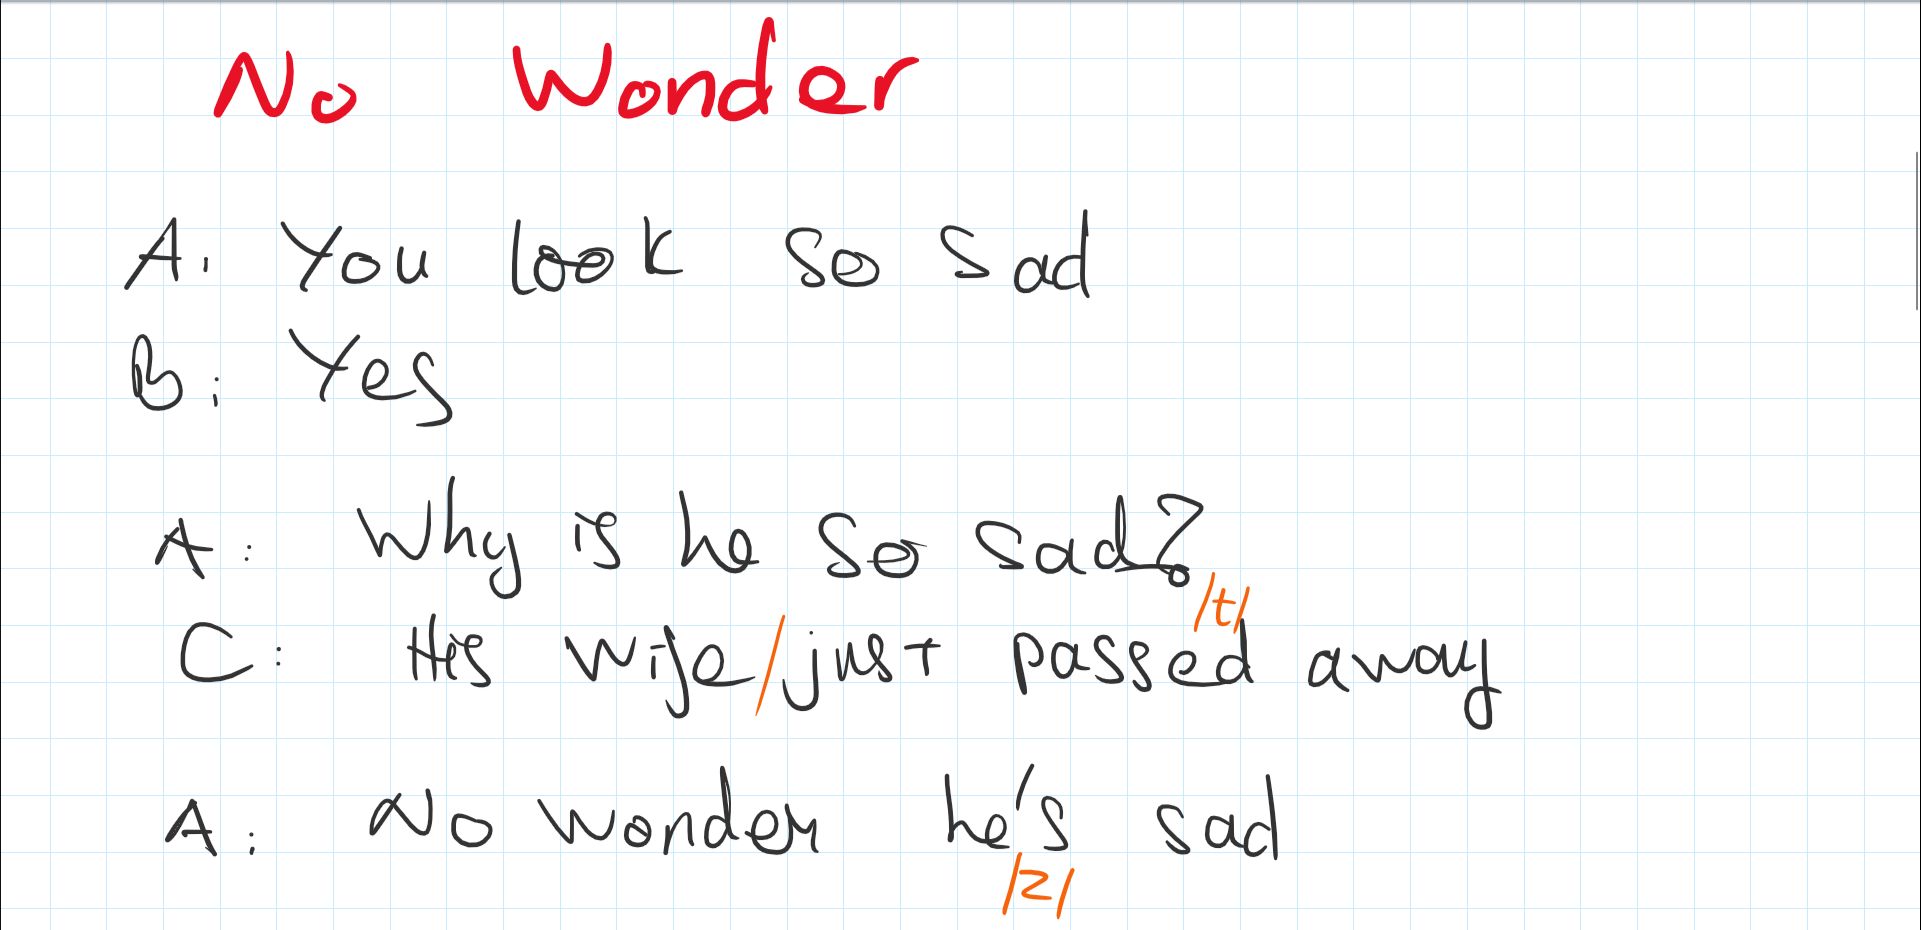 No Wonder
A: You look so sad
B: Yes
A: Why is he so sad?
/t/
C: His wife/just passed away
A: No wonder he's sad
/z/